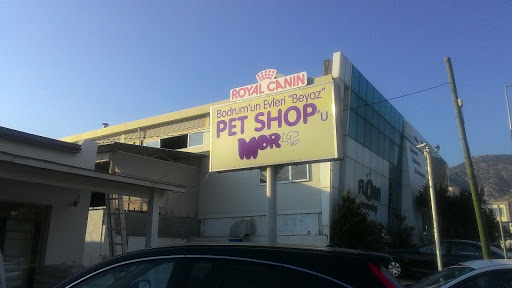 ROYAL CANIN
Bodrum'un Evleri "Beyaz"
PET SHOP'u
MOR